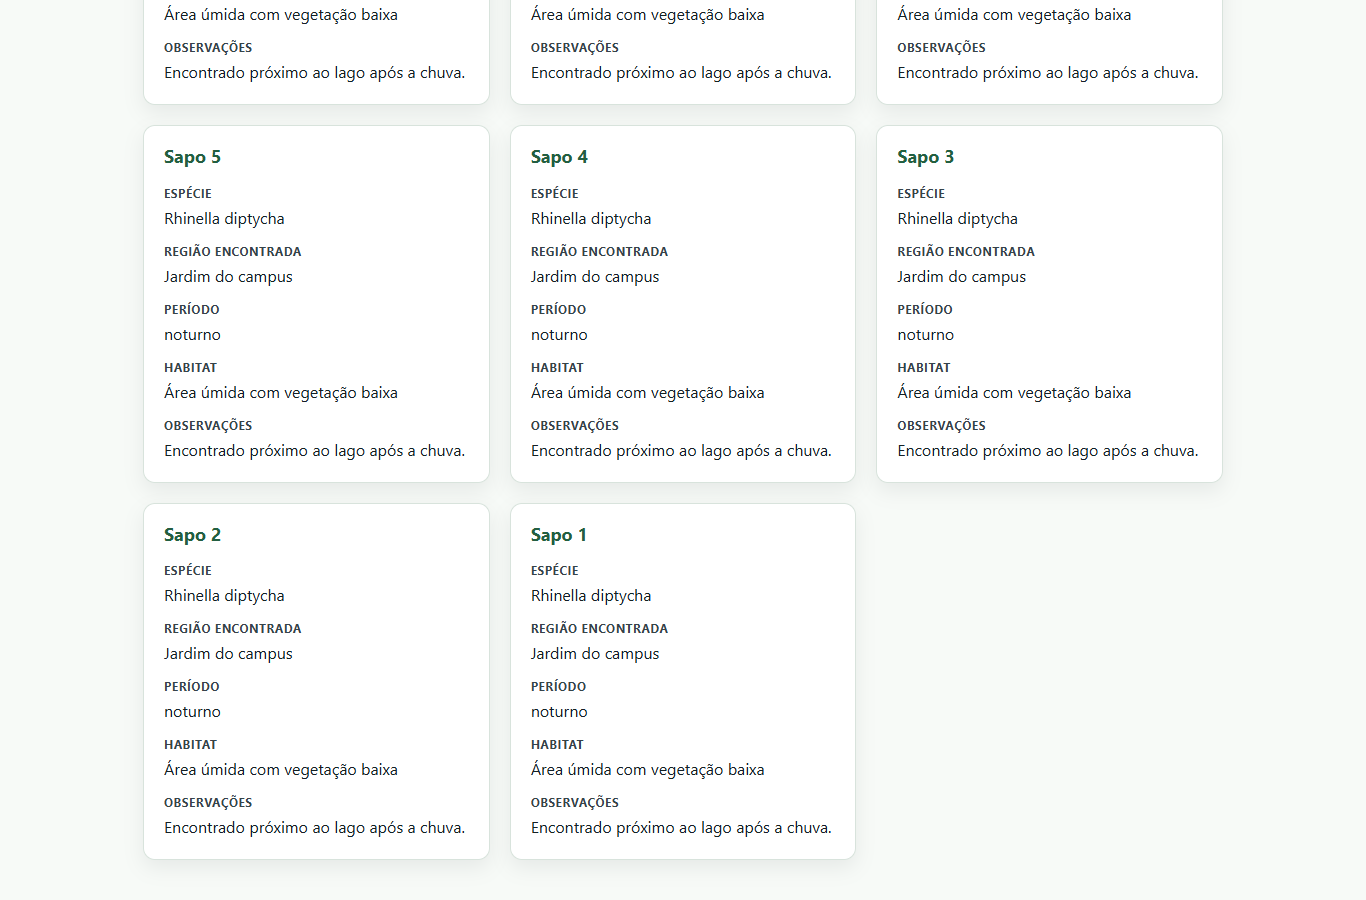 Área úmida com vegetação baixa
OBSERVAÇÕES
Encontrado próximo ao lago após a chuva.
Área úmida com vegetação baixa
OBSERVAÇÕES
Encontrado próximo ao lago após a chuva.
Área úmida com vegetação baixa
OBSERVAÇÕES
Encontrado próximo ao lago após a chuva.
Sapo 5
ESPÉCIE
Rhinella diptycha
REGIÃO ENCONTRADA
Jardim do campus
PERÍODO
noturno
HABITAT
Área úmida com vegetação baixa
OBSERVAÇÕES
Encontrado próximo ao lago após a chuva.
Sapo 4
ESPÉCIE
Rhinella diptycha
REGIÃO ENCONTRADA
Jardim do campus
PERÍODO
noturno
HABITAT
Área úmida com vegetação baixa
OBSERVAÇÕES
Encontrado próximo ao lago após a chuva.
Sapo 3
ESPÉCIE
Rhinella diptycha
REGIÃO ENCONTRADA
Jardim do campus
PERÍODO
noturno
HABITAT
Área úmida com vegetação baixa
OBSERVAÇÕES
Encontrado próximo ao lago após a chuva.
Sapo 2
ESPÉCIE
Rhinella diptycha
REGIÃO ENCONTRADA
Jardim do campus
PERÍODO
noturno
HABITAT
Área úmida com vegetação baixa
OBSERVAÇÕES
Encontrado próximo ao lago após a chuva.
Sapo 1
ESPÉCIE
Rhinella diptycha
REGIÃO ENCONTRADA
Jardim do campus
PERÍODO
noturno
HABITAT
Área úmida com vegetação baixa
OBSERVAÇÕES
Encontrado próximo ao lago após a chuva.